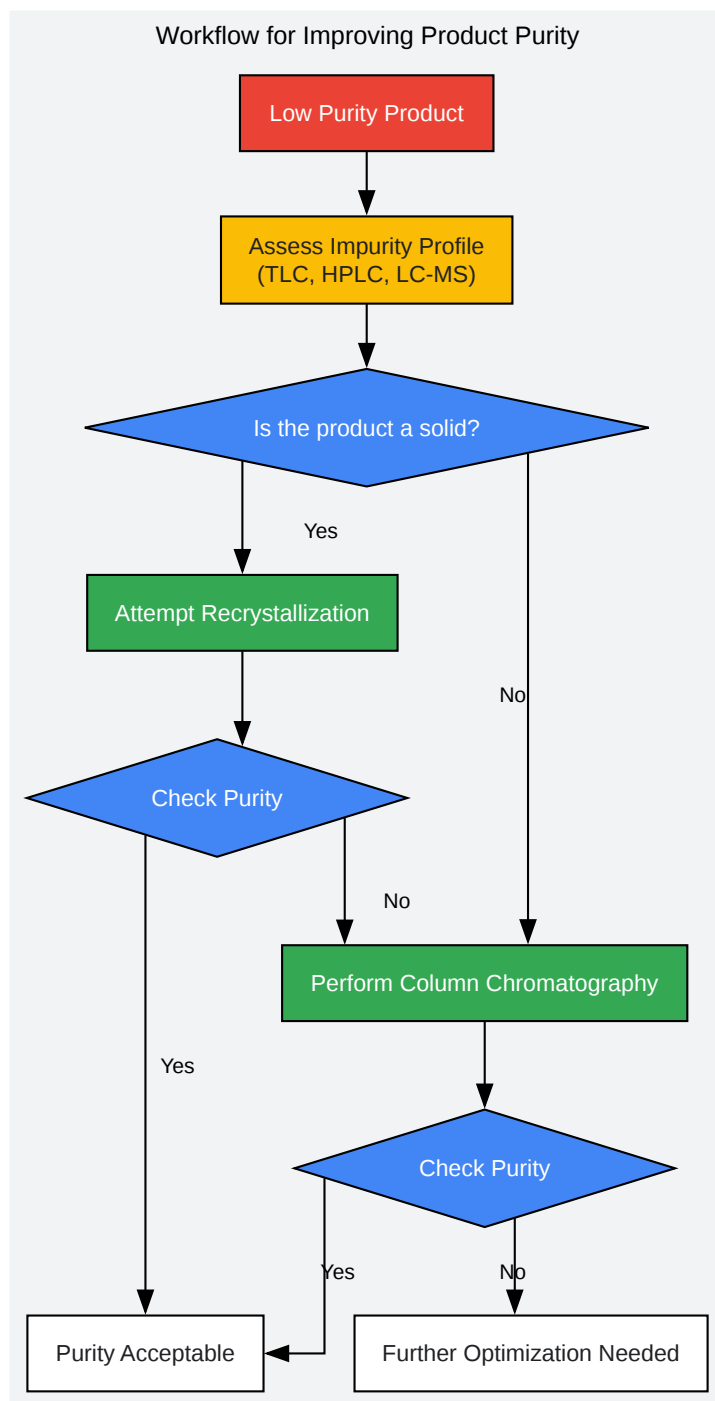 Workflow for Improving Product Purity
Low Purity Product
Assess Impurity Profile
(TLC, HPLC, LC-MS)
Is the product a solid?
Yes
Attempt Recrystallization
No
Check Purity
No
Perform Column Chromatography
Yes
Check Purity
Yes
No
Purity Acceptable
Further Optimization Needed